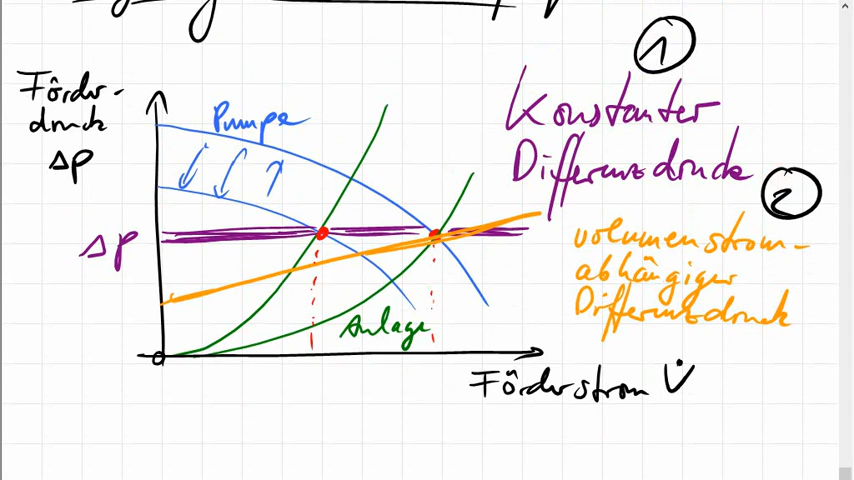 1
Förder-
druck
Δp
Pumpe
Konstanter
Differenzdruck
2
Δp
volumenstrom-
abhängiger
Differenzdruck
Anlage
0
Förderstrom V̇